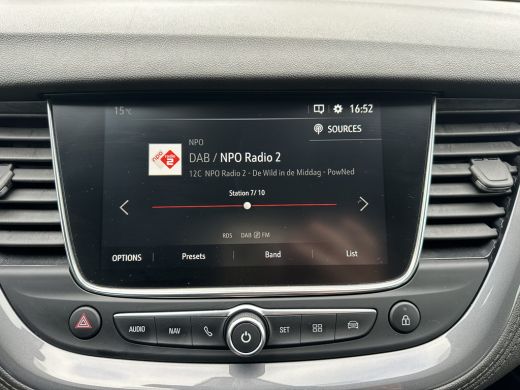 15°C 16:52
SOURCES
NPO
DAB / NPO Radio 2
12C NPO Radio 2 - De Wild in de Middag - PowNed
Station 7/ 10
RDS DAB FM
OPTIONS Presets Band List
AUDIO NAV SET